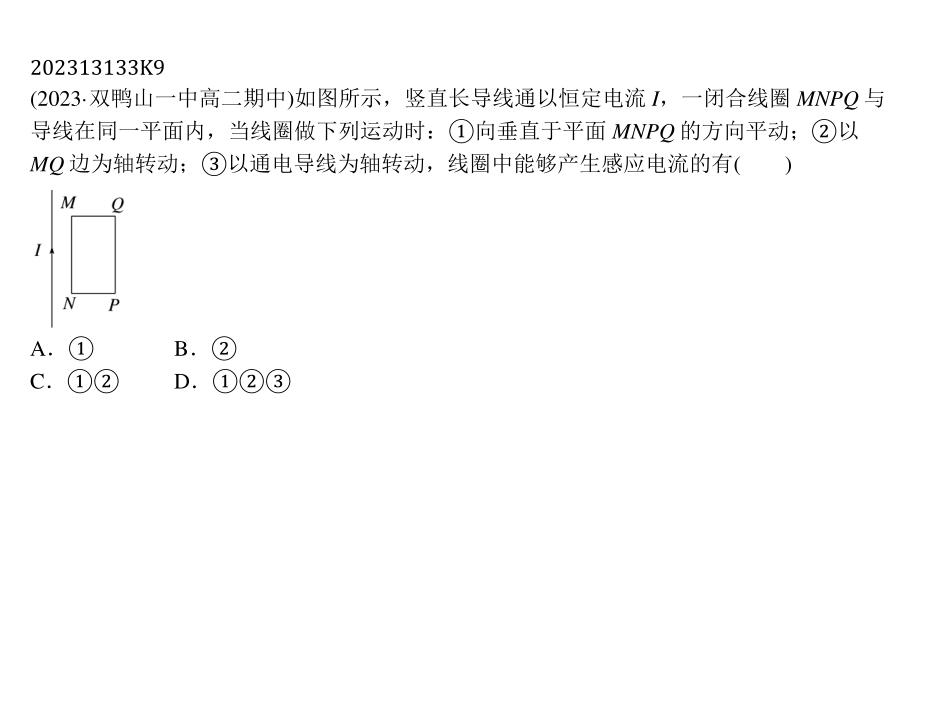 202313133K9
(2023·双鸭山一中高二期中)如图所示，竖直长导线通以恒定电流 I，一闭合线圈 MNPQ 与
导线在同一平面内，当线圈做下列运动时：①向垂直于平面 MNPQ 的方向平动；②以
MQ 边为轴转动；③以通电导线为轴转动，线圈中能够产生感应电流的有(　　)
M Q
I
N P
A．① B．②
C．①② D．①②③